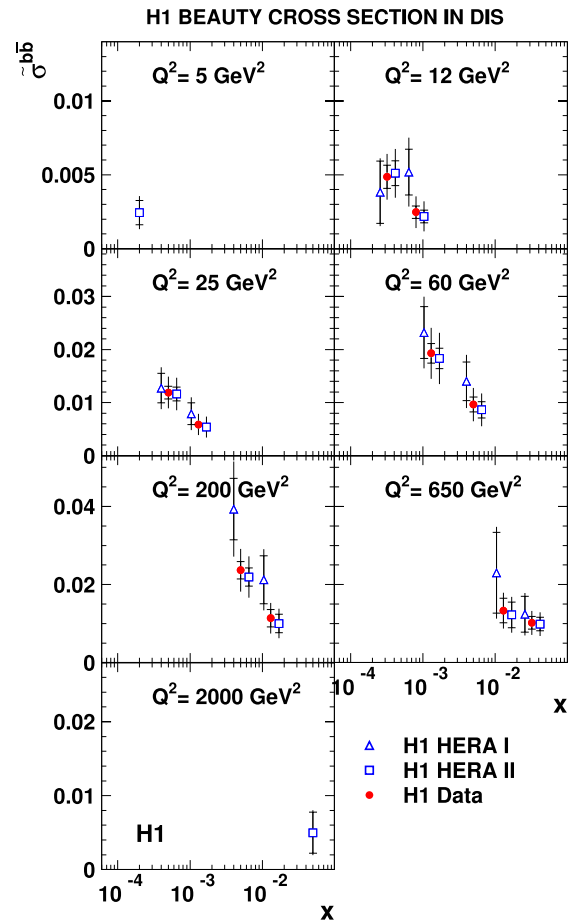 H1 BEAUTY CROSS SECTION IN DIS
σ̃^bb̅
Q²= 5 GeV²
Q²= 12 GeV²
0.01
0.005
0
Q²= 25 GeV²
Q²= 60 GeV²
0.03
0.02
0.01
0
Q²= 200 GeV²
Q²= 650 GeV²
0.04
0.02
0
10⁻⁴ 10⁻³ 10⁻²
x
Q²= 2000 GeV²
0.02
0.01
0
H1 HERA I
H1 HERA II
H1 Data
H1
10⁻⁴ 10⁻³ 10⁻²
x